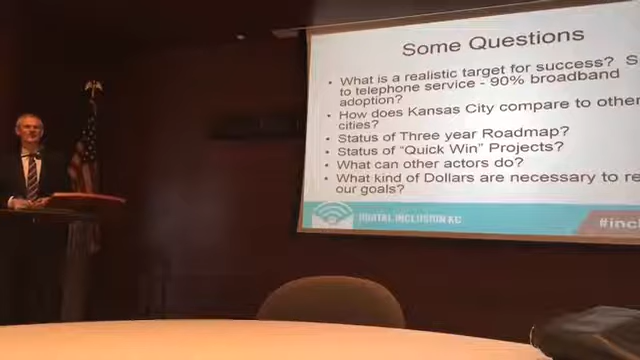 Some Questions
• What is a realistic target for success?
to telephone service - 90% broadband
adoption?
• How does Kansas City compare to other
cities?
• Status of Three year Roadmap?
• Status of "Quick Win" Projects?
• What can other actors do?
• What kind of Dollars are necessary to
our goals?
DIGITAL INCLUSION KC